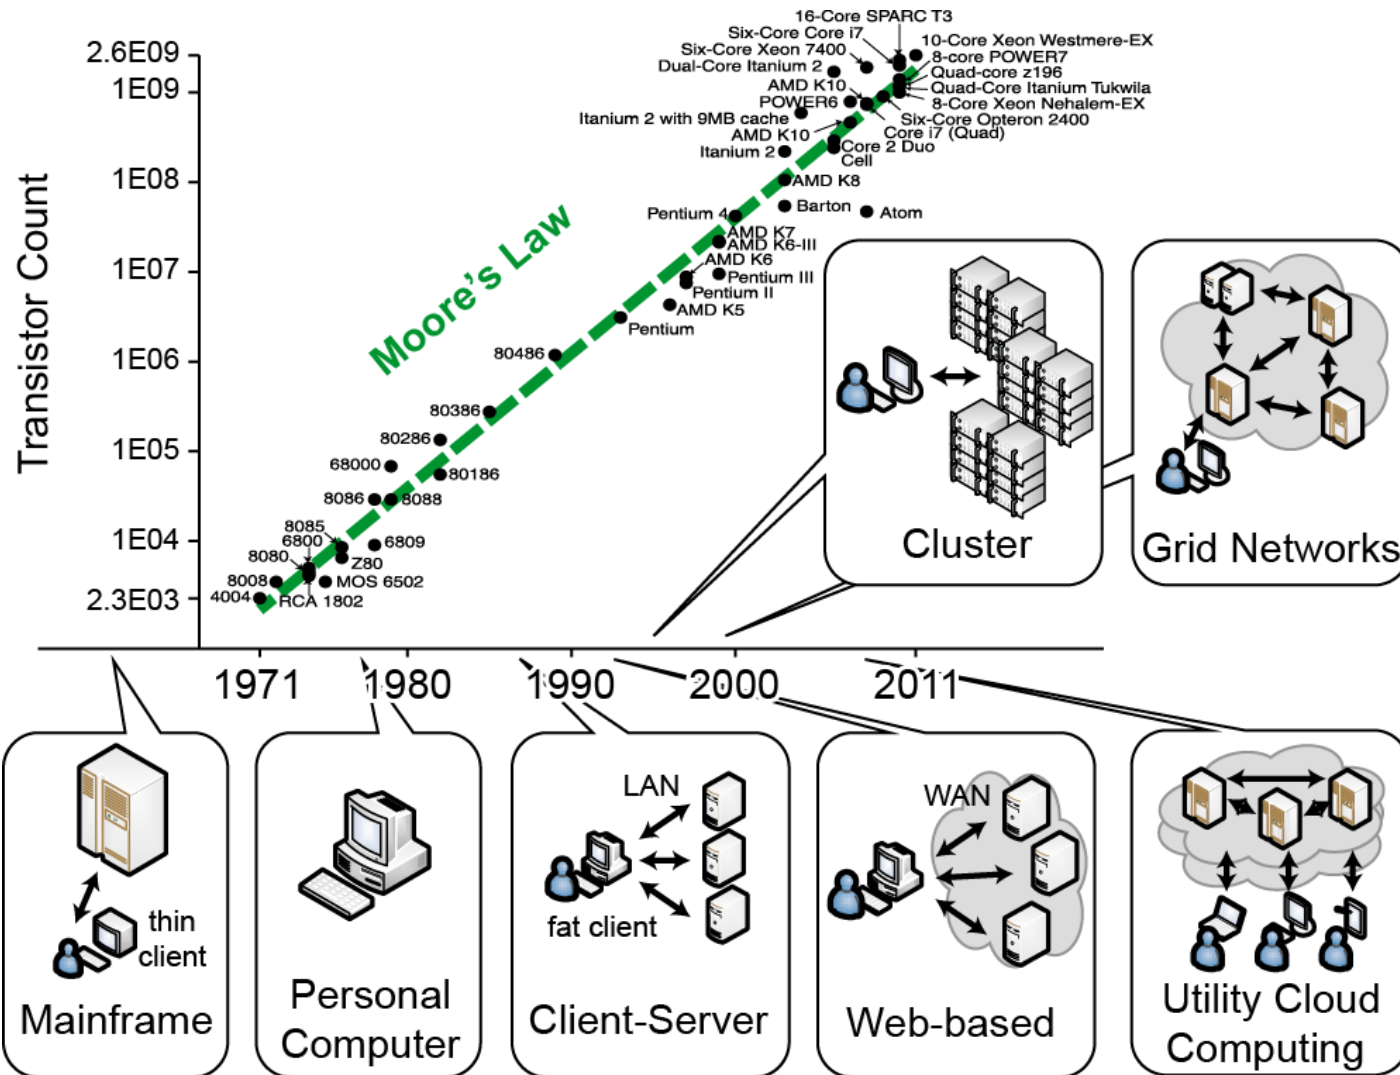 Transistor Count
2.6E09
1E09
1E08
1E07
1E06
1E05
1E04
2.3E03
Moore's Law
16-Core SPARC T3
Six-Core Core i7
Six-Core Xeon 7400
Dual-Core Itanium 2
AMD K10
POWER6
Itanium 2 with 9MB cache
AMD K10
Itanium 2
10-Core Xeon Westmere-EX
8-core POWER7
Quad-core z196
Quad-Core Itanium Tukwila
8-Core Xeon Nehalem-EX
Six-Core Opteron 2400
Core i7 (Quad)
Core 2 Duo
Cell
AMD K8
Barton
Atom
Pentium 4
AMD K7
AMD K6-III
AMD K6
Pentium III
Pentium II
AMD K5
Pentium
80486
80386
80286
68000
80186
8086
8088
8085
6800
6809
8080
Z80
8008
MOS 6502
4004
RCA 1802
1971
1980
1990
2000
2011
Cluster
Grid Networks
thin
client
Mainframe
Personal
Computer
LAN
fat client
Client-Server
WAN
Web-based
Utility Cloud
Computing